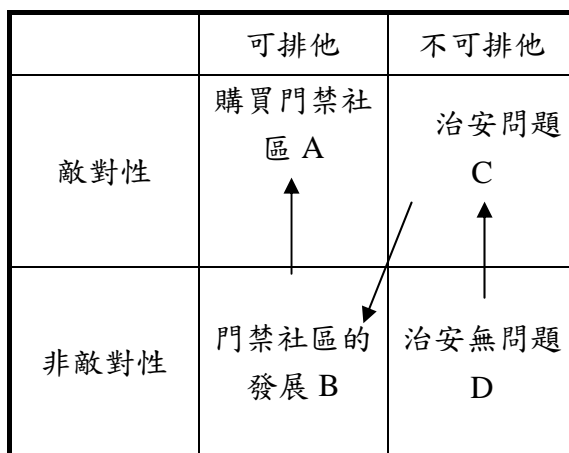 可排他
不可排他
敵對性
購買門禁社
區 A
治安問題
C
非敵對性
門禁社區的
發展 B
治安無問題
D